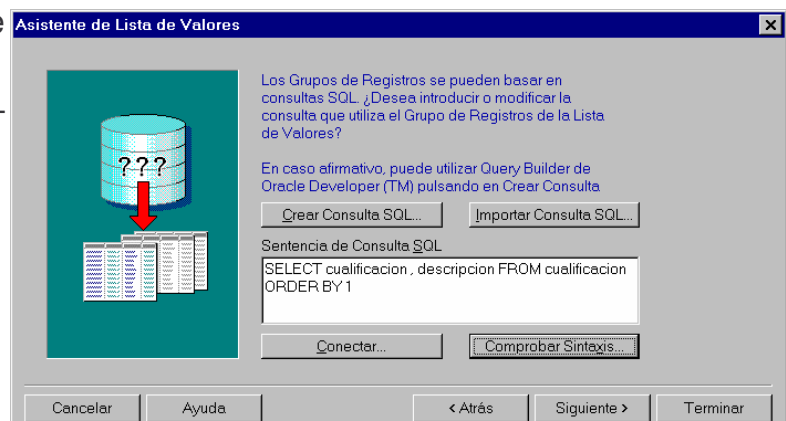 e
Asistente de Lista de Valores
Los Grupos de Registros se pueden basar en
consultas SQL. ¿Desea introducir o modificar la
consulta que utiliza el Grupo de Registros de la Lista
de Valores?
???
En caso afirmativo, puede utilizar Query Builder de
Oracle Developer (TM) pulsando en Crear Consulta
Crear Consulta SQL... Importar Consulta SQL...
Sentencia de Consulta SQL
SELECT cualificacion , descripcion FROM cualificacion
ORDER BY 1
Conectar... Comprobar Sintaxis...
Cancelar Ayuda < Atrás Siguiente > Terminar